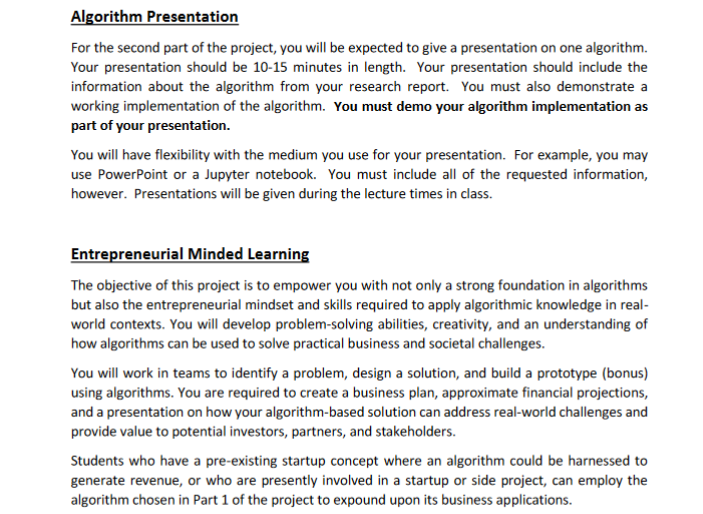 Algorithm Presentation
For the second part of the project, you will be expected to give a presentation on one algorithm.
Your presentation should be 10-15 minutes in length. Your presentation should include the
information about the algorithm from your research report. You must also demonstrate a
working implementation of the algorithm. You must demo your algorithm implementation as
part of your presentation.
You will have flexibility with the medium you use for your presentation. For example, you may
use PowerPoint or a Jupyter notebook. You must include all of the requested information,
however. Presentations will be given during the lecture times in class.
Entrepreneurial Minded Learning
The objective of this project is to empower you with not only a strong foundation in algorithms
but also the entrepreneurial mindset and skills required to apply algorithmic knowledge in real-
world contexts. You will develop problem-solving abilities, creativity, and an understanding of
how algorithms can be used to solve practical business and societal challenges.
You will work in teams to identify a problem, design a solution, and build a prototype (bonus)
using algorithms. You are required to create a business plan, approximate financial projections,
and a presentation on how your algorithm-based solution can address real-world challenges and
provide value to potential investors, partners, and stakeholders.
Students who have a pre-existing startup concept where an algorithm could be harnessed to
generate revenue, or who are presently involved in a startup or side project, can employ the
algorithm chosen in Part 1 of the project to expound upon its business applications.